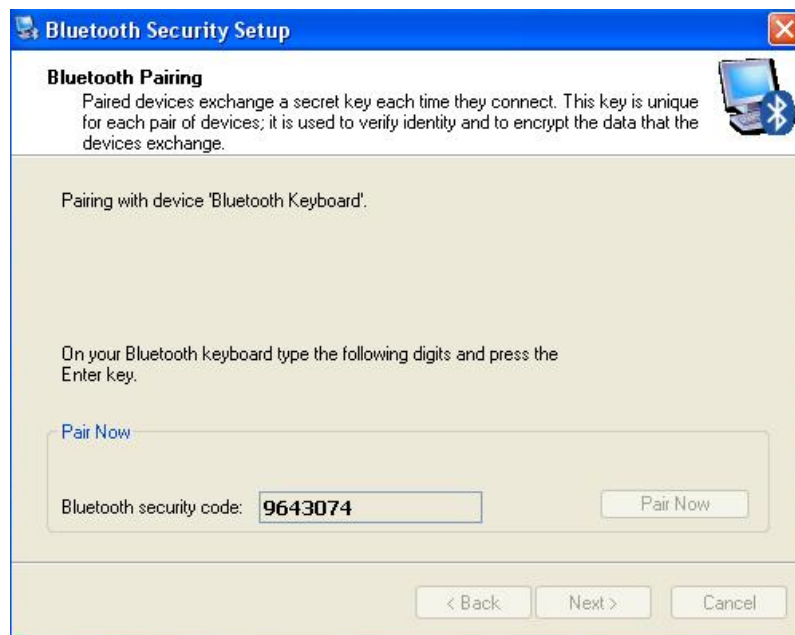 Bluetooth Security Setup
Bluetooth Pairing
Paired devices exchange a secret key each time they connect. This key is unique
for each pair of devices; it is used to verify identity and to encrypt the data that the
devices exchange.
Pairing with device 'Bluetooth Keyboard'.
On your Bluetooth keyboard type the following digits and press the
Enter key.
Pair Now
Bluetooth security code: 9643074 Pair Now
< Back Next > Cancel